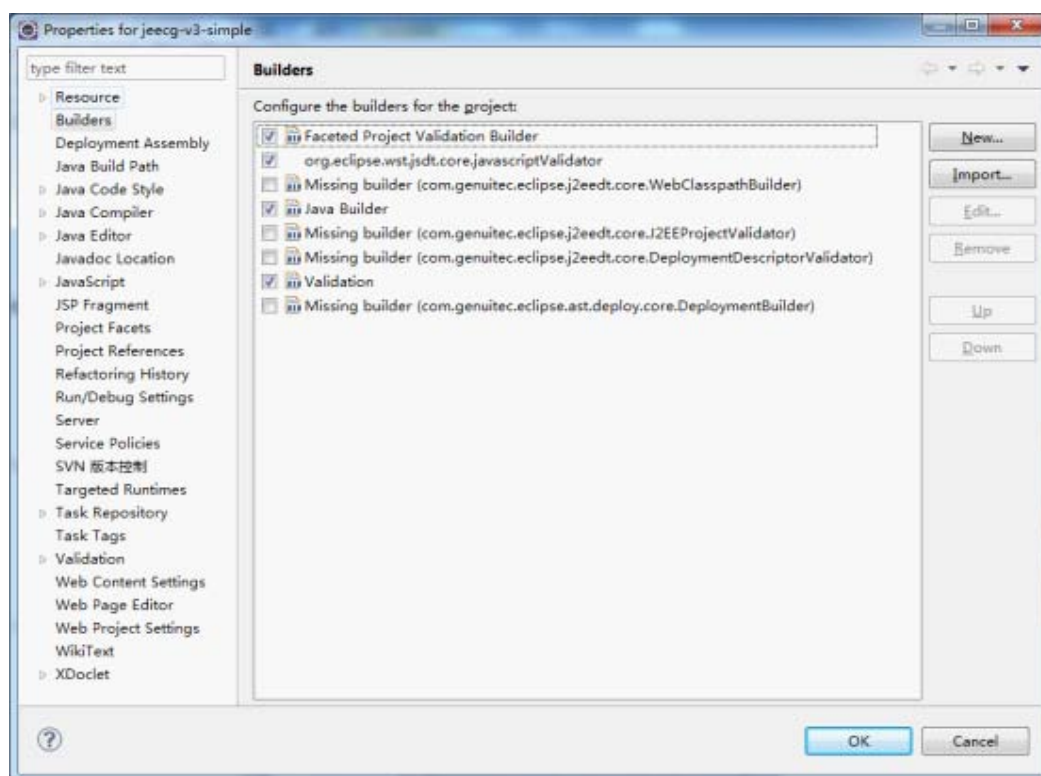 Properties for jeecg-v3-simple
type filter text
Resource
Builders
Deployment Assembly
Java Build Path
Java Code Style
Java Compiler
Java Editor
Javadoc Location
JavaScript
JSP Fragment
Project Facets
Project References
Refactoring History
Run/Debug Settings
Server
Service Policies
SVN 版本控制
Targeted Runtimes
Task Repository
Task Tags
Validation
Web Content Settings
Web Page Editor
Web Project Settings
WikiText
XDoclet
Builders
Configure the builders for the project:
Faceted Project Validation Builder
org.eclipse.wst.jsdt.core.javascriptValidator
Missing builder (com.genuitec.eclipse.j2eedt.core.WebClasspathBuilder)
Java Builder
Missing builder (com.genuitec.eclipse.j2eedt.core.J2EEProjectValidator)
Missing builder (com.genuitec.eclipse.j2eedt.core.DeploymentDescriptorValidator)
Validation
Missing builder (com.genuitec.eclipse.ast.deploy.core.DeploymentBuilder)
New...
Import...
Edit...
Remove
Up
Down
OK
Cancel